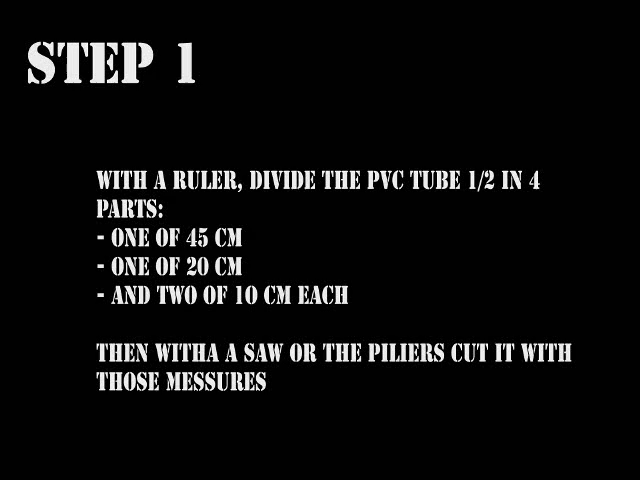 STEP 1
WITH A RULER, DIVIDE THE PVC TUBE 1/2 IN 4
PARTS:
- ONE OF 45 CM
- ONE OF 20 CM
- AND TWO OF 10 CM EACH
THEN WITHA A SAW OR THE PILIERS CUT IT WITH
THOSE MESSURES